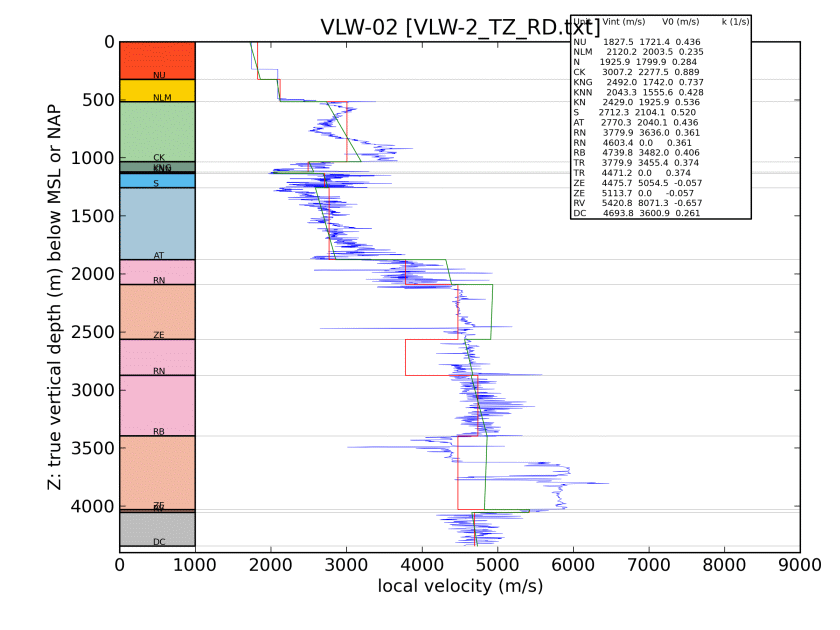 VLW-02 [VLW-2_TZ_RD.txt]
Unit Vint (m/s) V0 (m/s) k (1/s)
NU 1827.5 1721.4 0.436
NLM 2120.2 2003.5 0.235
N 1925.9 1799.9 0.284
CK 3007.2 2277.5 0.889
KNG 2492.0 1742.0 0.737
KNN 2043.3 1555.6 0.428
KN 2429.0 1925.9 0.536
S 2712.3 2104.1 0.520
AT 2770.3 2040.1 0.436
RN 3779.9 3636.0 0.361
RN 4603.4 0.0 0.361
RB 4739.8 3482.0 0.406
TR 3779.9 3455.4 0.374
TR 4471.2 0.0 0.374
ZE 4475.7 5054.5 -0.057
ZE 5113.7 0.0 -0.057
RV 5420.8 8071.3 -0.657
DC 4693.8 3600.9 0.261
Z: true vertical depth (m) below MSL or NAP
0
500
1000
1500
2000
2500
3000
3500
4000
NU
NLM
CK
S
AT
RN
ZE
RN
RB
ZE
DC
0 1000 2000 3000 4000 5000 6000 7000 8000 9000
local velocity (m/s)